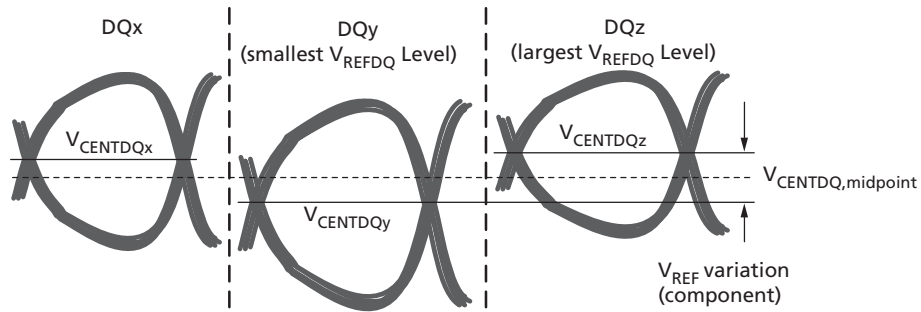 DQx
DQy
(smallest VREFDQ Level)
DQz
(largest VREFDQ Level)
VCENTDQx
VCENTDQy
VCENTDQz
VCENTDQ,midpoint
VREF variation
(component)